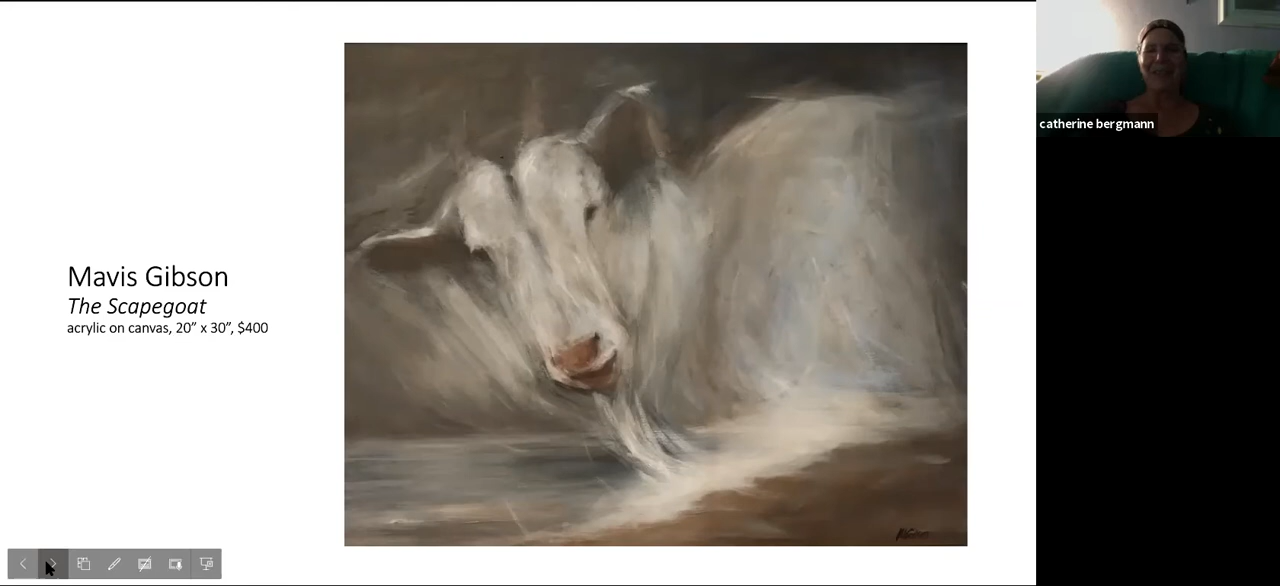 Mavis Gibson
The Scapegoat
acrylic on canvas, 20” x 30”, $400
catherine bergmann